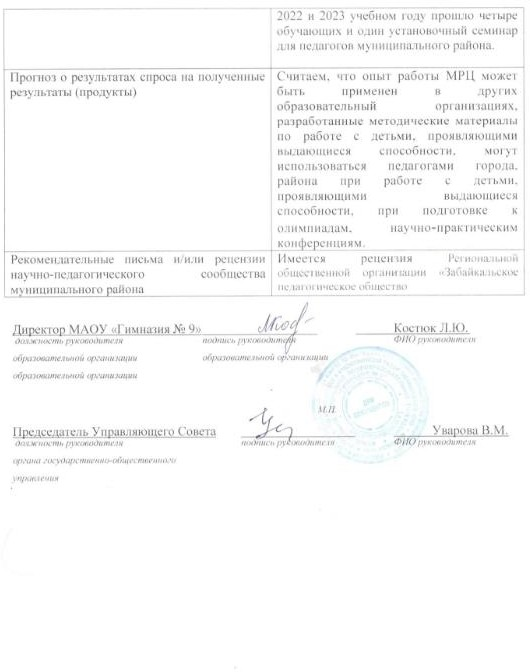 2022 и 2023 учебном году прошло четыре
обучающих и один установочный семинар
для педагогов муниципального района.
Прогноз о результатах спроса на полученные
результаты (продукты)
Считаем, что опыт работы МРЦ может
быть применен в других
образовательный организациях,
разработанные методические материалы
по работе с детьми, проявляющими
выдающиеся способности, могут
использоваться педагогами города,
района при работе с детьми,
проявляющими выдающиеся
способности, при подготовке к
олимпиадам, научно-практическим
конференциям.
Рекомендательные письма и/или рецензии
научно-педагогического сообщества
муниципального района
Имеется рецензия Региональной
общественной организации «Забайкальское
педагогическое общество
Директор МАОУ «Гимназия № 9» Костюк Л.Ю.
должность руководителя подпись руководителя ФИО руководителя
образовательной организации образовательной организации
образовательной организации
М.П.
Председатель Управляющего Совета Уварова В.М.
должность руководителя подпись руководителя ФИО руководителя
органа государственно-общественного
управления